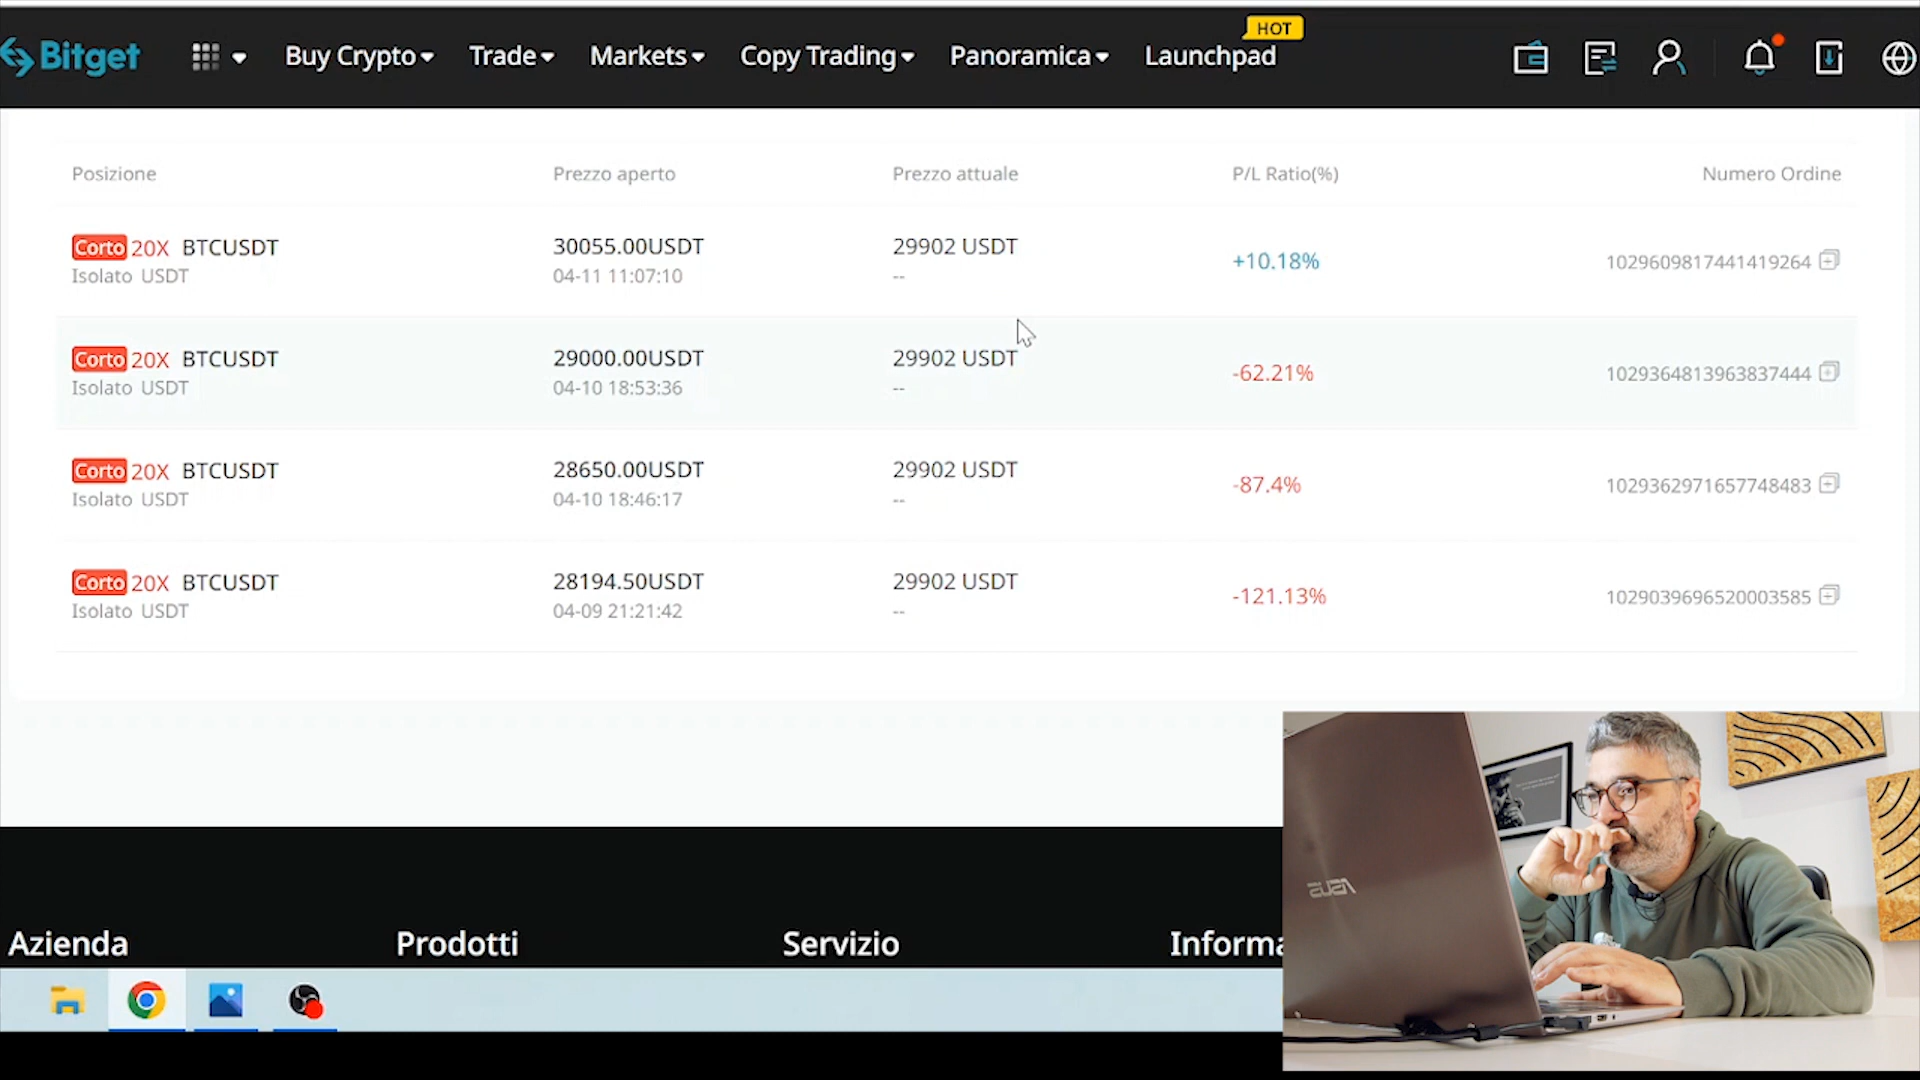 Bitget
Buy Crypto
Trade
Markets
Copy Trading
Panoramica
Launchpad
HOT
Posizione Prezzo aperto Prezzo attuale P/L Ratio(%) Numero Ordine
Corto 20X BTCUSDT 30055.00USDT 29902 USDT +10.18% 1029609817441419264
Isolato USDT 04-11 11:07:10 --
Corto 20X BTCUSDT 29000.00USDT 29902 USDT -62.21% 1029364813963837444
Isolato USDT 04-10 18:53:36 --
Corto 20X BTCUSDT 28650.00USDT 29902 USDT -87.4% 1029362971657748483
Isolato USDT 04-10 18:46:17 --
Corto 20X BTCUSDT 28194.50USDT 29902 USDT -121.13% 1029039696520003585
Isolato USDT 04-09 21:21:42 --
Azienda Prodotti Servizio Informa
ASUS